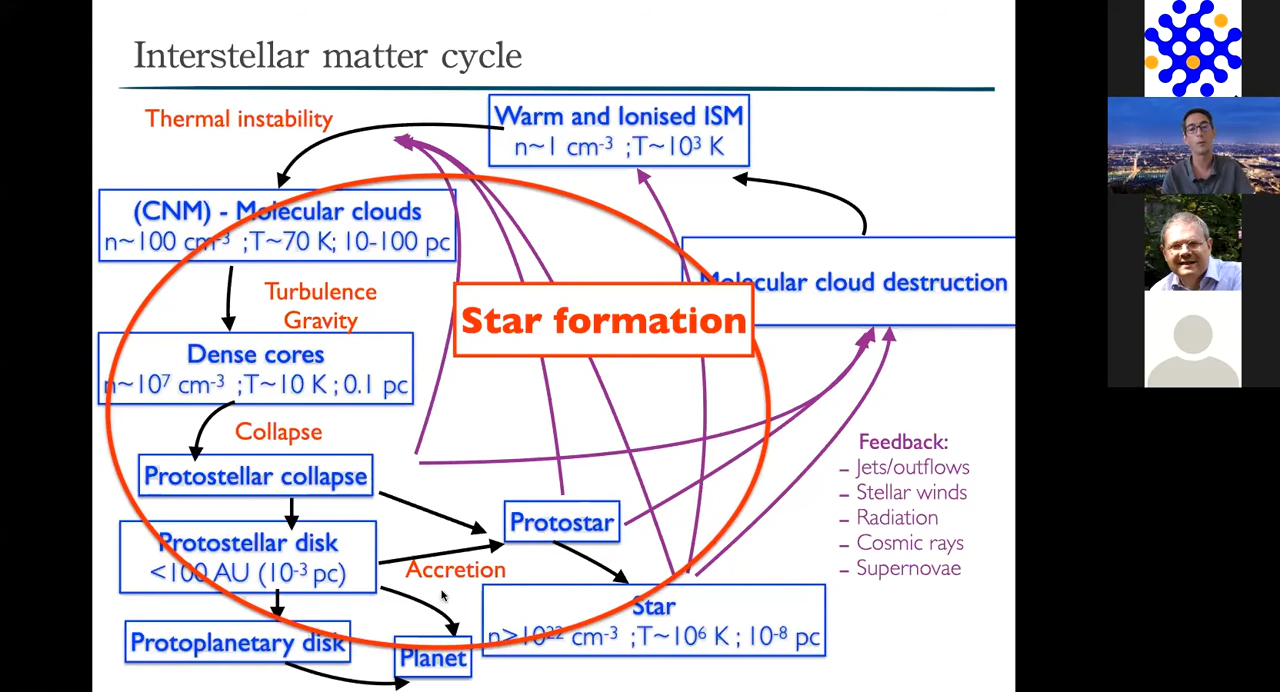 Interstellar matter cycle
Thermal instability
Warm and Ionised ISM
n~1 cm-3 ;T~10³ K
(CNM) - Molecular clouds
n~100 cm-3 ;T~70 K; 10-100 pc
Molecular cloud destruction
Turbulence
Gravity
Star formation
Dense cores
n~10⁷ cm-3 ;T~10 K ; 0.1 pc
Collapse
Protostellar collapse
Feedback:
– Jets/outflows
– Stellar winds
– Radiation
– Cosmic rays
– Supernovae
Protostar
Protostellar disk
<100 AU (10-3 pc)
Accretion
Star
n>10²² cm-3 ;T~10⁶ K ; 10-8 pc
Protoplanetary disk
Planet